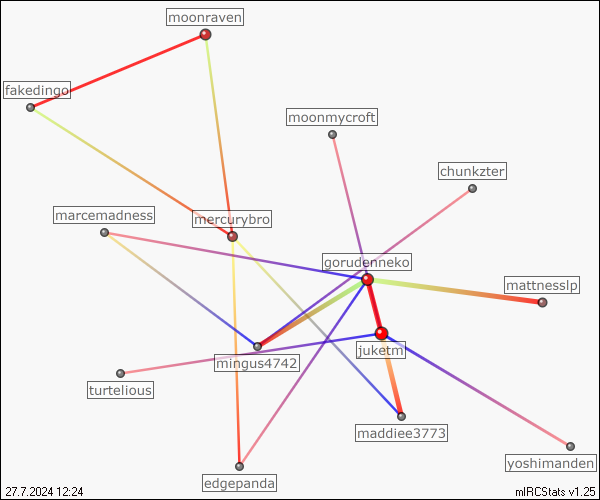 moonraven
fakedingo
moonmycroft
chunkzter
marcemadness
mercurybro
gorudenneko
mattnesslp
juketm
mingus4742
turtelious
maddiee3773
yoshimanden
edgepanda
27.7.2024 12:24
mIRCStats v1.25